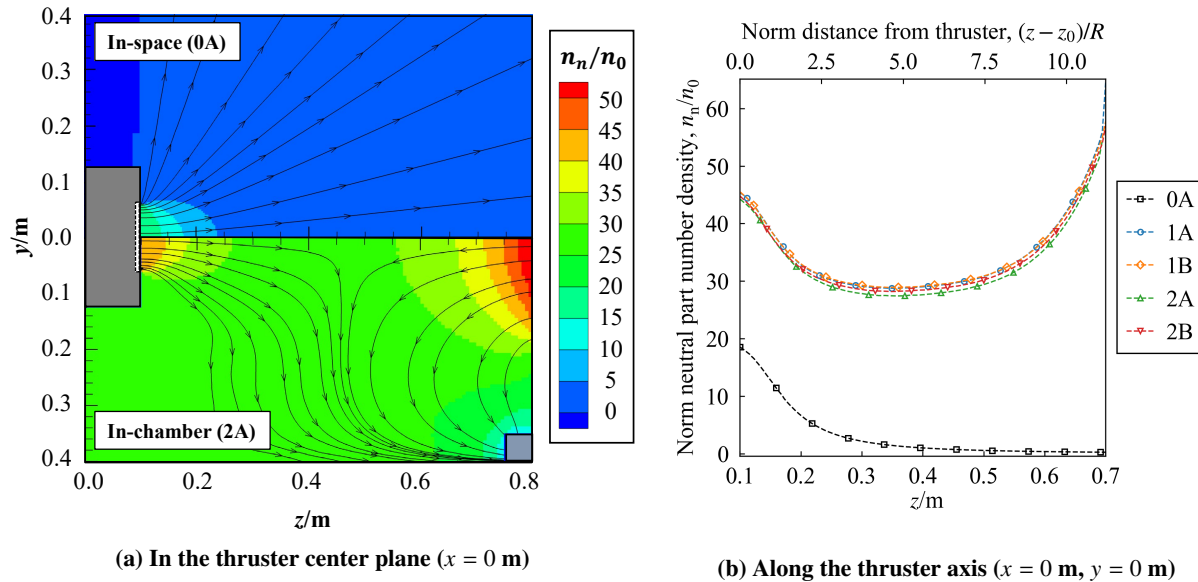 0.4
0.3
0.2
0.1
0.0
0.1
0.2
0.3
0.4
y/m
In-space (0A)
In-chamber (2A)
0.0 0.2 0.4 0.6 0.8
z/m
nₙ/n₀
50
45
40
35
30
25
20
15
10
5
0
(a) In the thruster center plane (x = 0 m)
Norm distance from thruster, (z − z₀)/R
0.0 2.5 5.0 7.5 10.0
Norm neutral part number density, nₙ/n₀
60
50
40
30
20
10
0
0.1 0.2 0.3 0.4 0.5 0.6 0.7
z/m
0A
1A
1B
2A
2B
(b) Along the thruster axis (x = 0 m, y = 0 m)